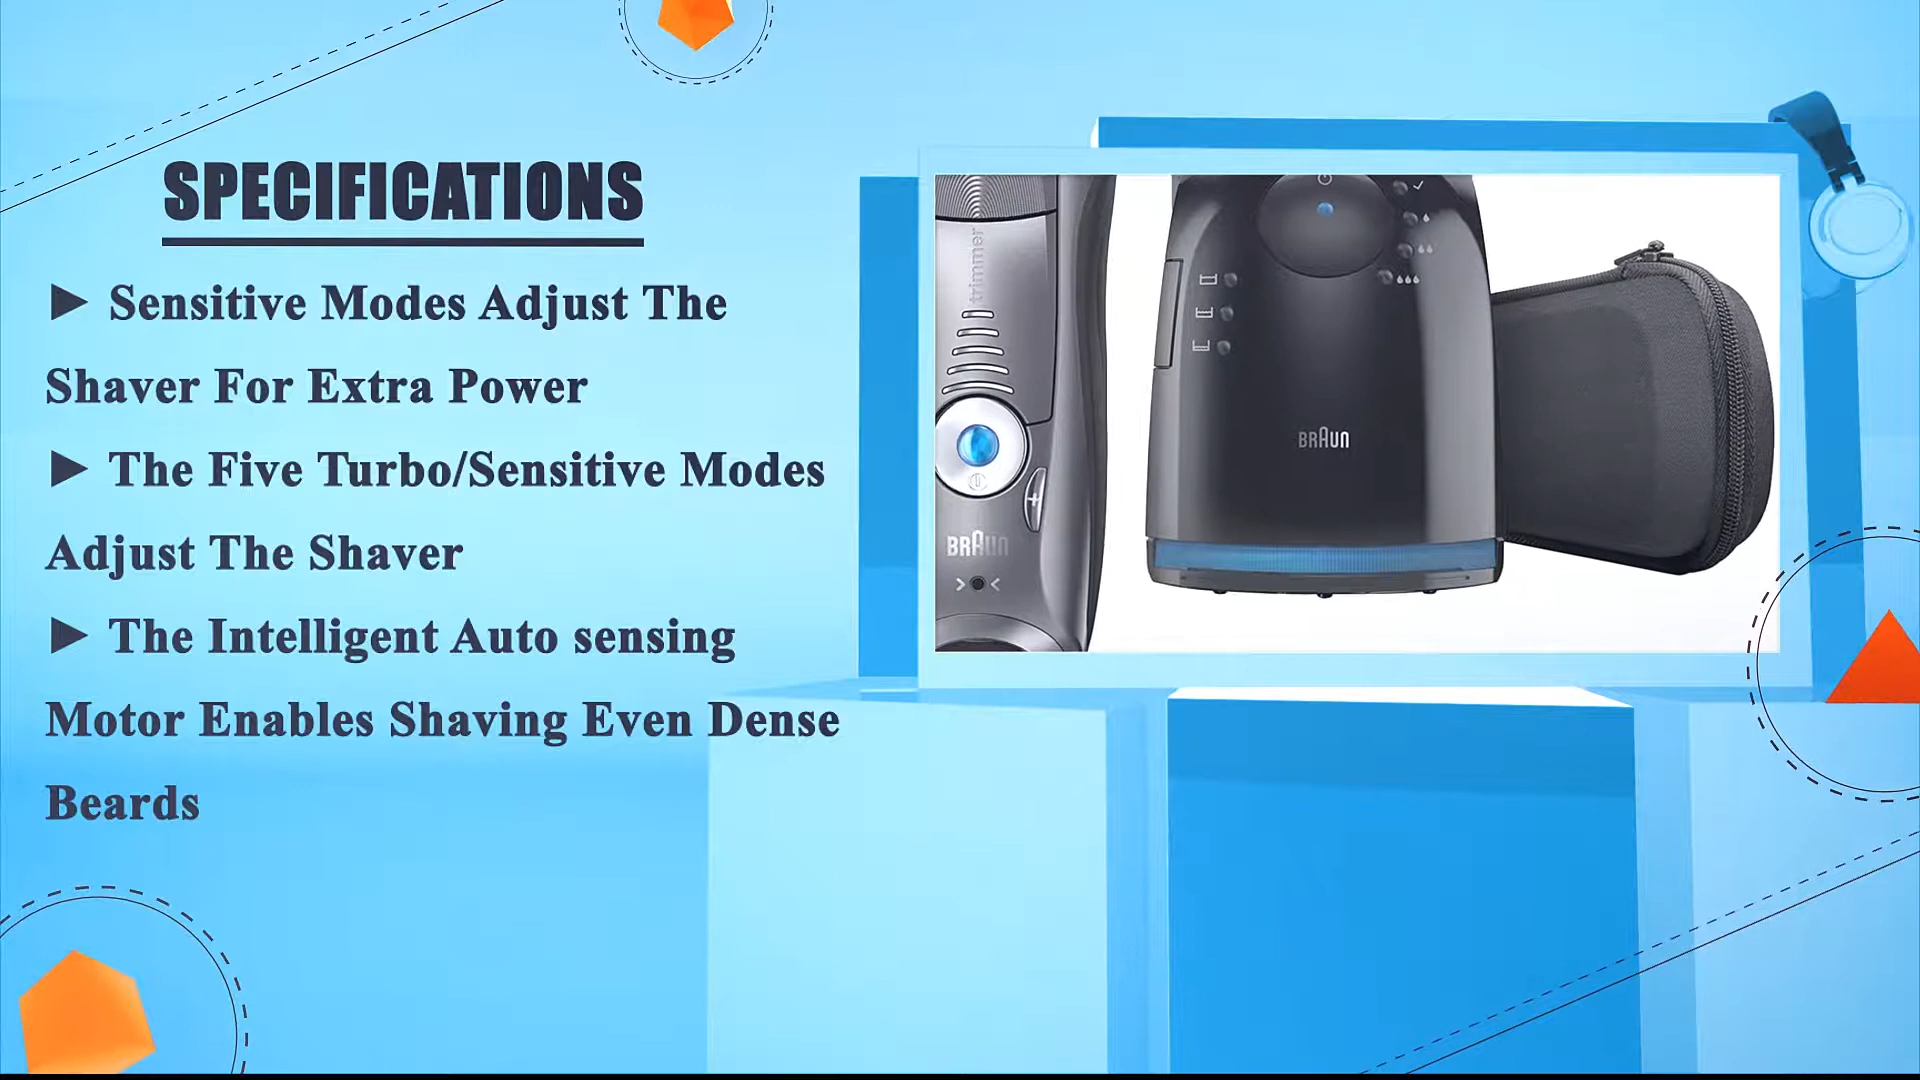 SPECIFICATIONS
► Sensitive Modes Adjust The
Shaver For Extra Power
► The Five Turbo/Sensitive Modes
Adjust The Shaver
► The Intelligent Auto sensing
Motor Enables Shaving Even Dense
Beards
trimmer
BRAUN
BRAUN